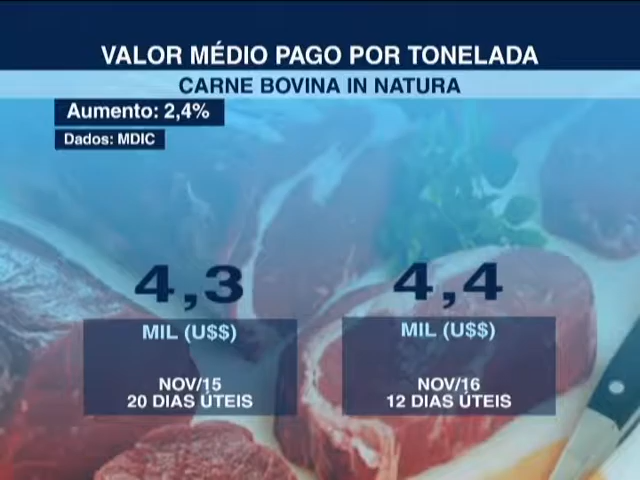 VALOR MÉDIO PAGO POR TONELADA
CARNE BOVINA IN NATURA
Aumento: 2,4%
Dados: MDIC
4,3
MIL (U$$)
NOV/15
20 DIAS ÚTEIS
4,4
MIL (U$$)
NOV/16
12 DIAS ÚTEIS